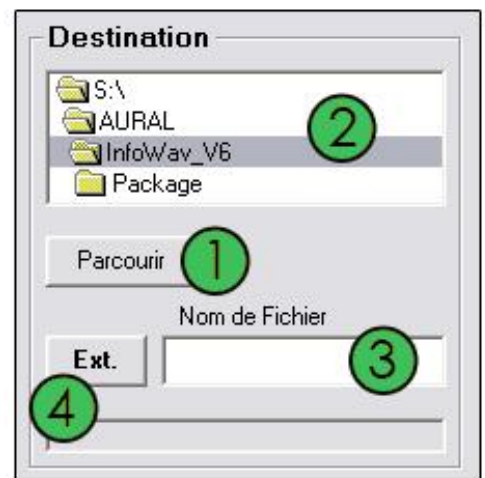 Destination
S:\
AURAL
2
InfoWav_V6
Package
Parcourir
1
Nom de Fichier
Ext.
3
4